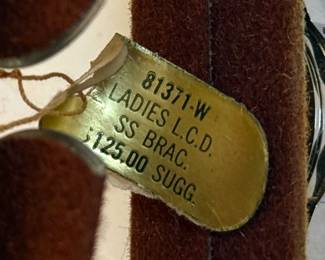 81371-W
LADIES L.C.D.
SS BRAC.
$125.00 SUGG.